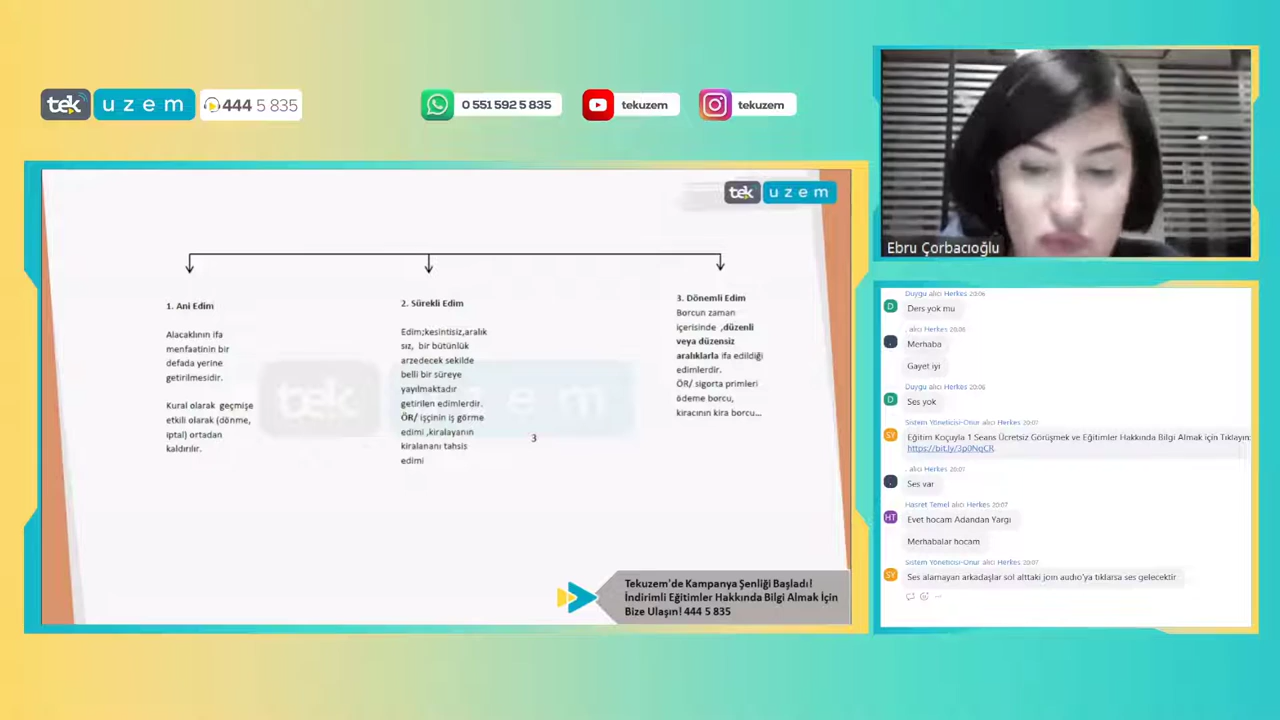 tek uzem 444 5 835
0 551 592 5 835
tekuzem
tekuzem
tek uzem
1. Ani Edim
Alacaklının ifa
menfaatinin bir
defada yerine
getirilmesidir.
Kural olarak geçmişe
etkili olarak (dönme,
iptal) ortadan
kaldırılır.
2. Sürekli Edim
Edim;kesintisiz,aralık
sız, bir bütünlük
arzedecek sekilde
belli bir süreye
yayılmaktadır
getirilen edimlerdir.
ÖR/ işçinin iş görme
edimi ,kiralayanın
kiralananı tahsis
edimi
3
3. Dönemli Edim
Borcun zaman
içerisinde ,düzenli
veya düzensiz
aralıklarla ifa edildiği
edimlerdir.
ÖR/ sigorta primleri
ödeme borcu,
kiracının kira borcu...
tek e m
Tekuzem'de Kampanya Şenliği Başladı!
İndirimli Eğitimler Hakkında Bilgi Almak İçin
Bize Ulaşın! 444 5 835
Ebru Çorbacıoğlu
Duygu alıcı Herkes 20:06
D
Ders yok mu
. alıcı Herkes 20:06
Merhaba
Gayet iyi
Duygu alıcı Herkes 20:06
D
Ses yok
Sistem Yöneticisi-Onur alıcı Herkes 20:07
SY
Eğitim Koçuyla 1 Seans Ücretsiz Görüşmek ve Eğitimler Hakkında Bilgi Almak için Tıklayın:
https://bit.ly/3p0NqCR
. alıcı Herkes 20:07
Ses var
Hasret Temel alıcı Herkes 20:07
HT
Evet hocam Adandan Yargı
Merhabalar hocam
Sistem Yöneticisi-Onur alıcı Herkes 20:07
SY
Ses alamayan arkadaşlar sol alttaki join audio'ya tıklarsa ses gelecektir